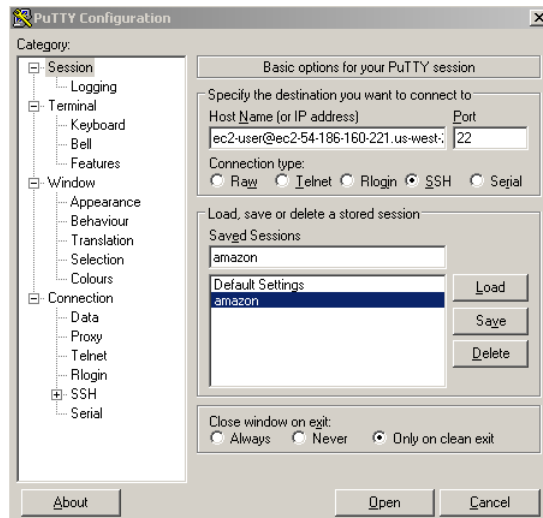 PuTTY Configuration
Category:
Session
Logging
Terminal
Keyboard
Bell
Features
Window
Appearance
Behaviour
Translation
Selection
Colours
Connection
Data
Proxy
Telnet
Rlogin
SSH
Serial
Basic options for your PuTTY session
Specify the destination you want to connect to
Host Name (or IP address) Port
ec2-user@ec2-54-186-160-221.us-west- 22
Connection type:
Raw Telnet Rlogin SSH Serial
Load, save or delete a stored session
Saved Sessions
amazon
Default Settings
amazon
Load
Save
Delete
Close window on exit:
Always Never Only on clean exit
About Open Cancel